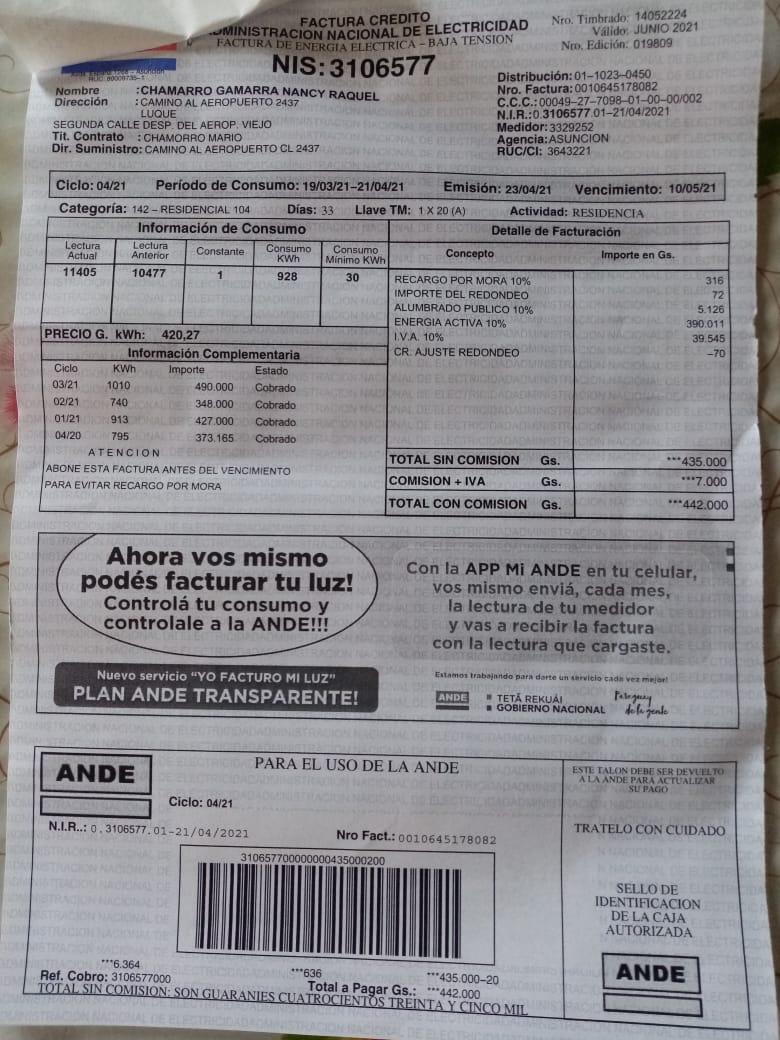 FACTURA CREDITO
ADMINISTRACION NACIONAL DE ELECTRICIDAD
FACTURA DE ENERGIA ELECTRICA - BAJA TENSION
NIS: 3106577
Nro. Timbrado: 14052224
Válido: JUNIO 2021
Nro. Edición: 019809
Nombre : CHAMARRO GAMARRA NANCY RAQUEL
Dirección : CAMINO AL AEROPUERTO 2437
LUQUE
SEGUNDA CALLE DESP. DEL AEROP. VIEJO
Tit. Contrato : CHAMORRO MARIO
Dir. Suministro: CAMINO AL AEROPUERTO CL 2437
Distribución: 01-1023-0450
Nro. Factura: 0010645178082
C.C.C.: 00049-27-7098-01-00-00/002
N.I.R.: 0.3106577.01-21/04/2021
Medidor: 3329252
Agencia: ASUNCION
RUC/CI: 3643221
Ciclo: 04/21 Período de Consumo: 19/03/21-21/04/21 Emisión: 23/04/21 Vencimiento: 10/05/21
Categoría: 142 - RESIDENCIAL 104 Días: 33 Llave TM: 1 X 20 (A) Actividad: RESIDENCIA
Información de Consumo
Lectura Actual Lectura Anterior Constante Consumo KWh Consumo Mínimo KWh
11405 10477 1 928 30
PRECIO G. kWh: 420,27
Información Complementaria
Ciclo KWh Importe Estado
03/21 1010 490.000 Cobrado
02/21 740 348.000 Cobrado
01/21 913 427.000 Cobrado
04/20 795 373.165 Cobrado
ATENCION
ABONE ESTA FACTURA ANTES DEL VENCIMIENTO
PARA EVITAR RECARGO POR MORA
Detalle de Facturación
Concepto Importe en Gs.
RECARGO POR MORA 10% 316
IMPORTE DEL REDONDEO 72
ALUMBRADO PUBLICO 10% 5.126
ENERGIA ACTIVA 10% 390.011
I.V.A. 10% 39.545
CR. AJUSTE REDONDEO -70
TOTAL SIN COMISION Gs. ***435.000
COMISION + IVA Gs. ***7.000
TOTAL CON COMISION Gs. ***442.000
Ahora vos mismo
podés facturar tu luz!
Controlá tu consumo y
controlale a la ANDE!!!
Nuevo servicio "YO FACTURO MI LUZ"
PLAN ANDE TRANSPARENTE!
Con la APP Mi ANDE en tu celular,
vos mismo enviá, cada mes,
la lectura de tu medidor
y vas a recibir la factura
con la lectura que cargaste.
Estamos trabajando para darte un servicio cada vez mejor!
ANDE
TETÃ REKUÁI
GOBIERNO NACIONAL
Paraguay
de la gente
ANDE
PARA EL USO DE LA ANDE
Ciclo: 04/21
N.I.R..: 0.3106577.01-21/04/2021
Nro Fact.: 0010645178082
31065770000000435000200
***6.364 ***636 ***435.000-20
Ref. Cobro: 3106577000 Total a Pagar Gs.: ***442.000
TOTAL SIN COMISION: SON GUARANIES CUATROCIENTOS TREINTA Y CINCO MIL
ESTE TALON DEBE SER DEVUELTO
A LA ANDE PARA ACTUALIZAR
SU PAGO
TRATELO CON CUIDADO
SELLO DE
IDENTIFICACION
DE LA CAJA
AUTORIZADA
ANDE